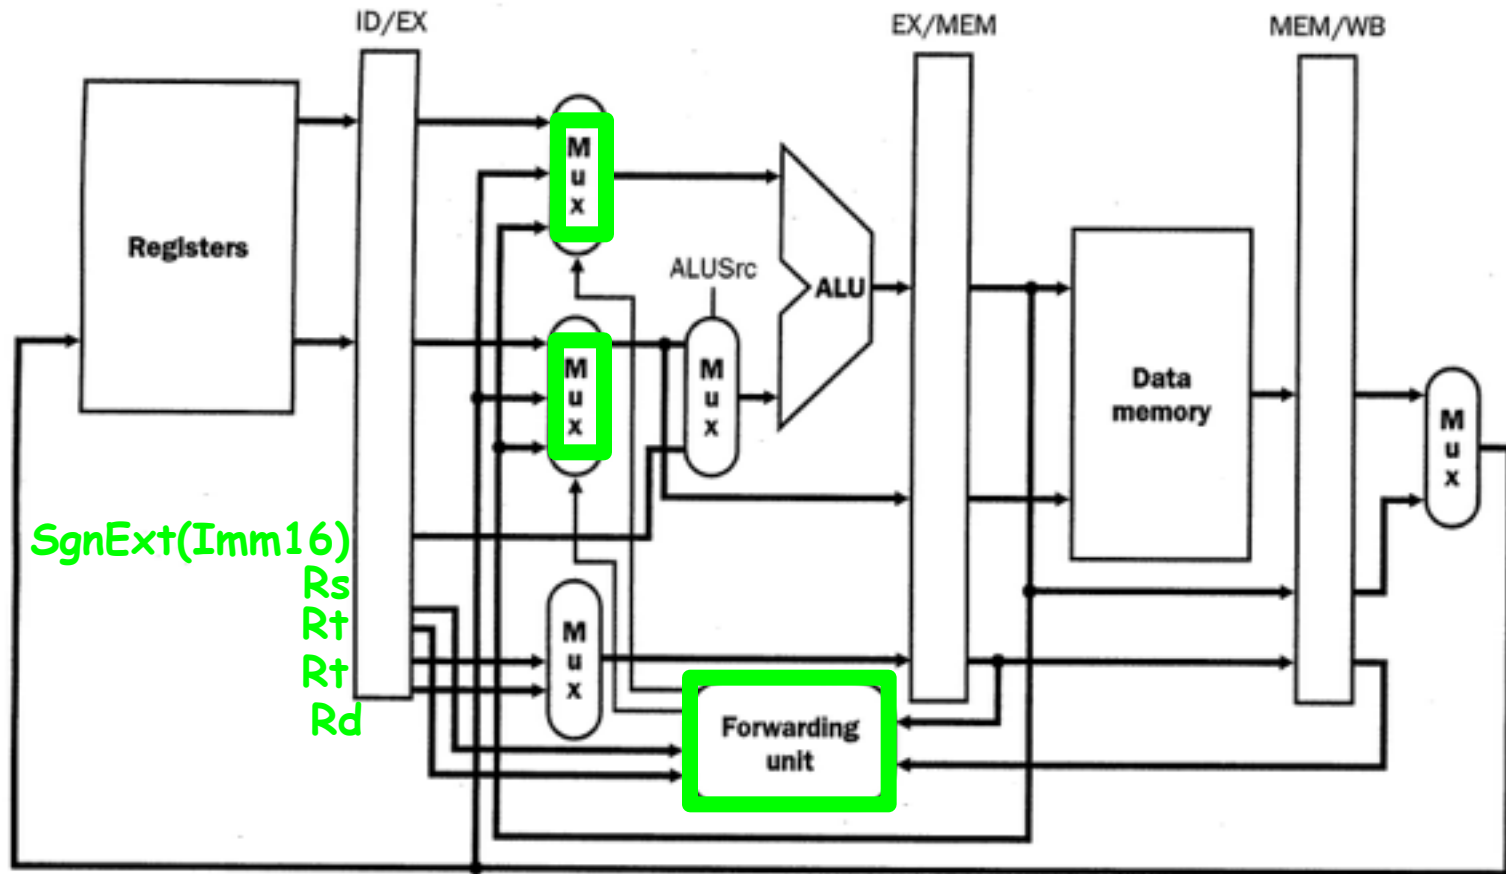 ID/EX
EX/MEM
MEM/WB
M
u
x
Registers
ALUSrc
ALU
M
u
x
M
u
x
Data
memory
M
u
x
SgnExt(Imm16)
Rs
Rt
Rt
Rd
M
u
x
Forwarding
unit